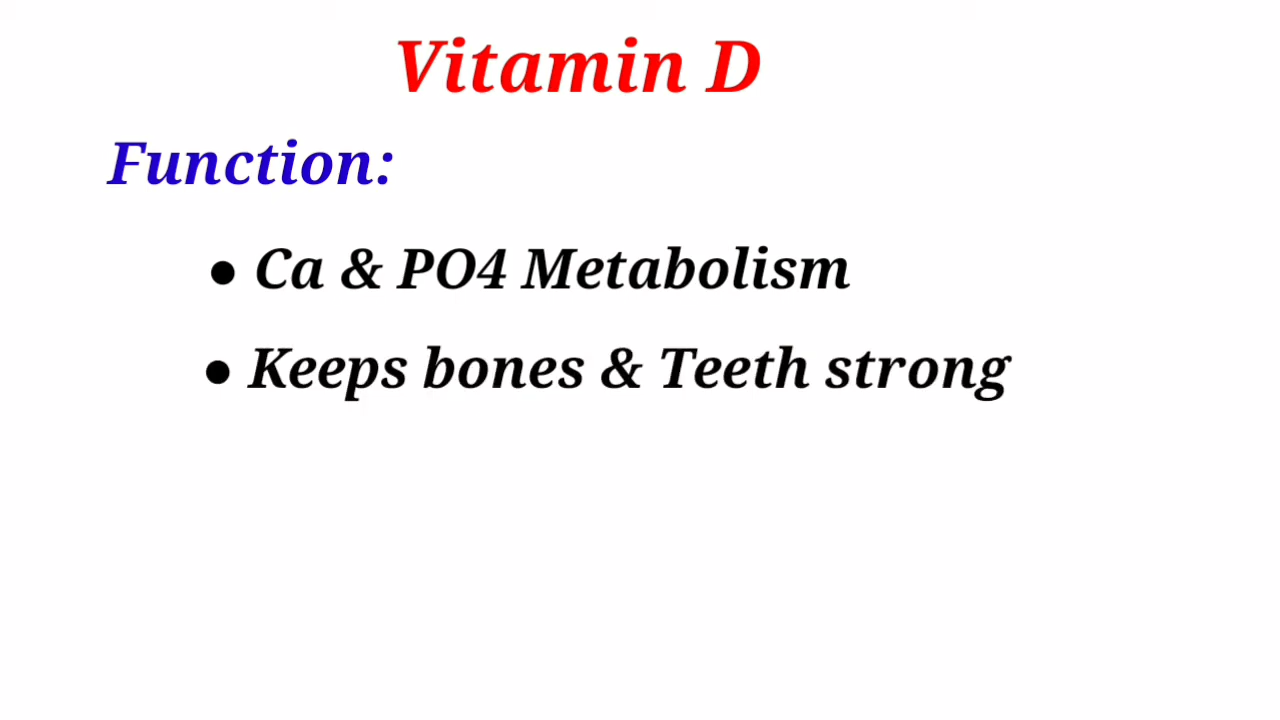 Vitamin D
Function:
● Ca & PO4 Metabolism
● Keeps bones & Teeth strong